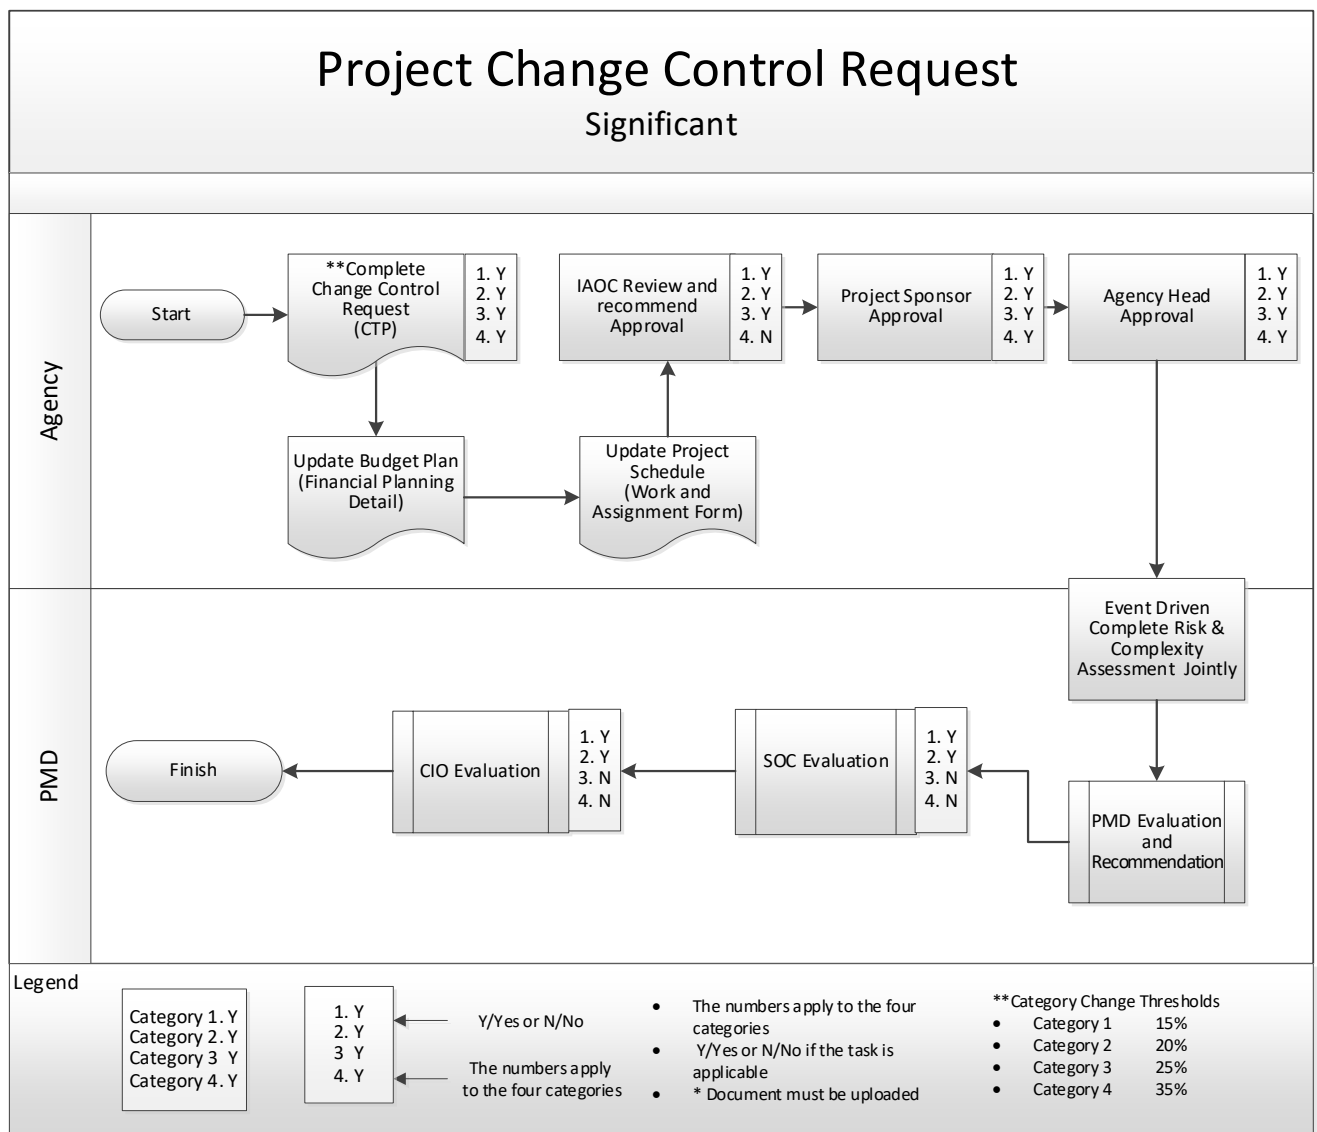 Project Change Control Request
Significant
Agency
Start
**Complete
Change Control
Request
(CTP)
1. Y
2. Y
3. Y
4. Y
Update Budget Plan
(Financial Planning
Detail)
Update Project
Schedule
(Work and
Assignment Form)
IAOC Review and
recommend
Approval
1. Y
2. Y
3. Y
4. N
Project Sponsor
Approval
1. Y
2. Y
3. Y
4. Y
Agency Head
Approval
1. Y
2. Y
3. Y
4. Y
PMD
Event Driven
Complete Risk &
Complexity
Assessment Jointly
PMD Evaluation
and
Recommendation
SOC Evaluation
1. Y
2. Y
3. N
4. N
CIO Evaluation
1. Y
2. Y
3. N
4. N
Finish
Legend
Category 1. Y
Category 2. Y
Category 3 Y
Category 4. Y
1. Y
2. Y
3 Y
4. Y
Y/Yes or N/No
The numbers apply
to the four categories
• The numbers apply to the four
categories
• Y/Yes or N/No if the task is
applicable
• * Document must be uploaded
**Category Change Thresholds
• Category 1 15%
• Category 2 20%
• Category 3 25%
• Category 4 35%